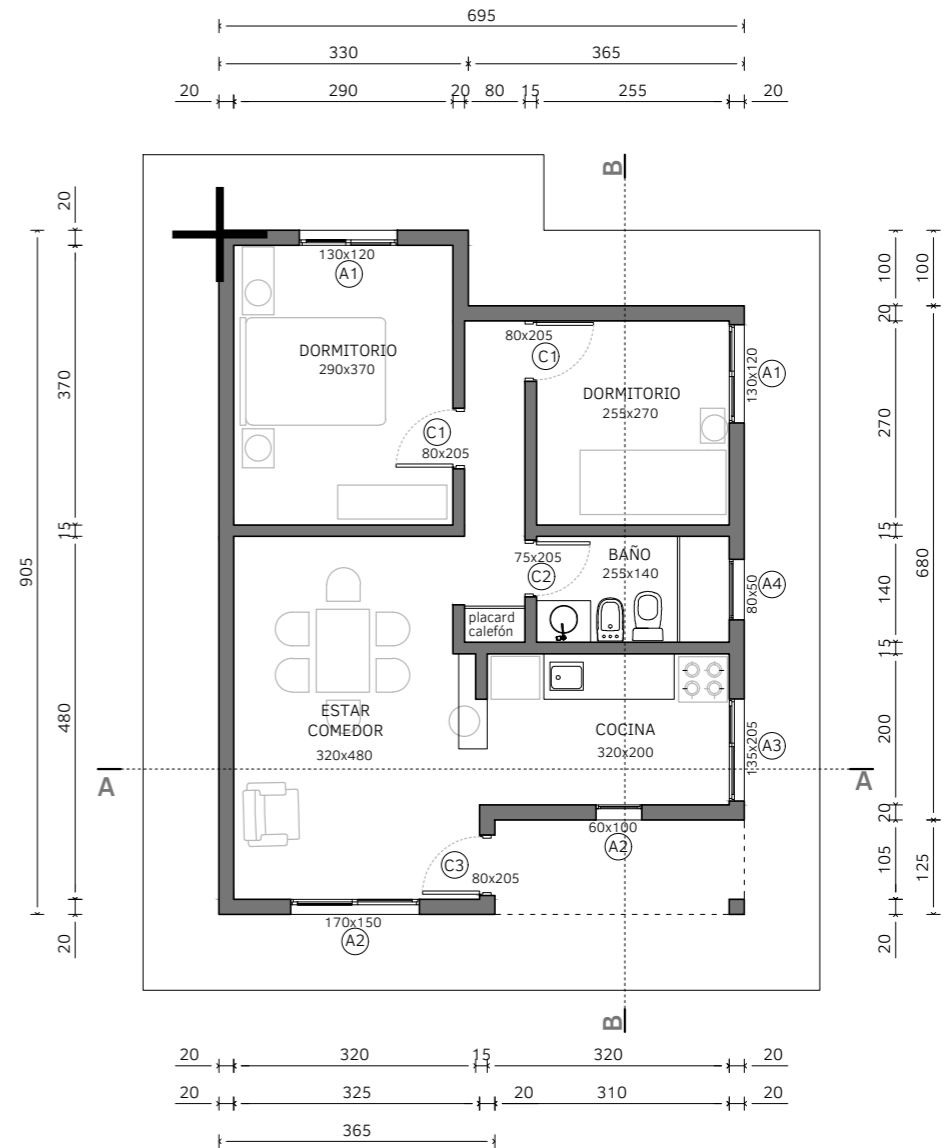 695
330 365
20 290 20 80 15 255 20
B
20
100 100
130x120
A1
20
80x205
C1
130x120
A1
DORMITORIO
290x370
370
DORMITORIO
255x270
270
C1
80x205
15
15
905
680
75x205
C2
BAÑO
255x140
80x50
A4
140
placard
calefón
15
480
ESTAR
COMEDOR
320x480
COCINA
320x200
135x205
A3
200
A A
20
60x100
A2
C3
80x205
105
125
170x150
A2
20
20
B
20 320 15 320 20
20 325 20 310 20
365